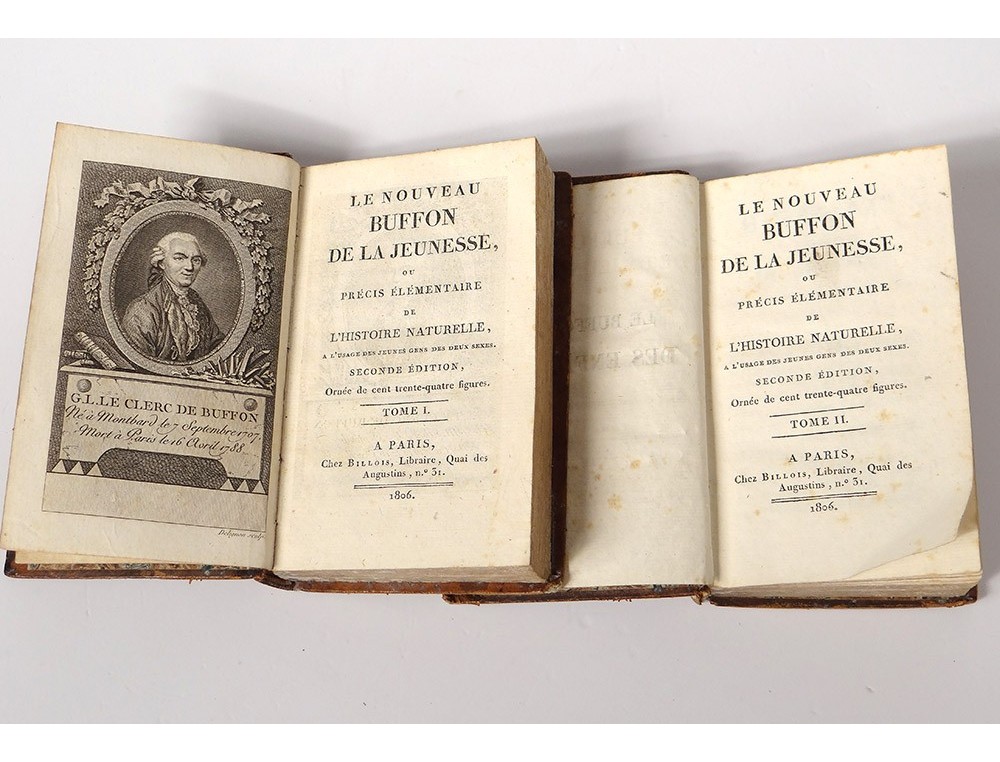 G.L.LE CLERC DE BUFFON
Né à Montbard le 7 Septembre 1707.
Mort à Paris le 16 Avril 1788.
LE NOUVEAU
BUFFON
DE LA JEUNESSE,
OU
PRÉCIS ÉLÉMENTAIRE
DE
L'HISTOIRE NATURELLE,
A L'USAGE DES JEUNES GENS DES DEUX SEXES.
SECONDE ÉDITION,
Ornée de cent trente-quatre figures.
TOME I.
A PARIS,
Chez BILLOIS, Libraire, Quai des
Augustins, n.º 31.
1806.
LE NOUVEAU
BUFFON
DE LA JEUNESSE,
OU
PRÉCIS ÉLÉMENTAIRE
DE
L'HISTOIRE NATURELLE,
A L'USAGE DES JEUNES GENS DES DEUX SEXES.
SECONDE ÉDITION,
Ornée de cent trente-quatre figures.
TOME II.
A PARIS,
Chez BILLOIS, Libraire, Quai des
Augustins, n.º 31.
1806.